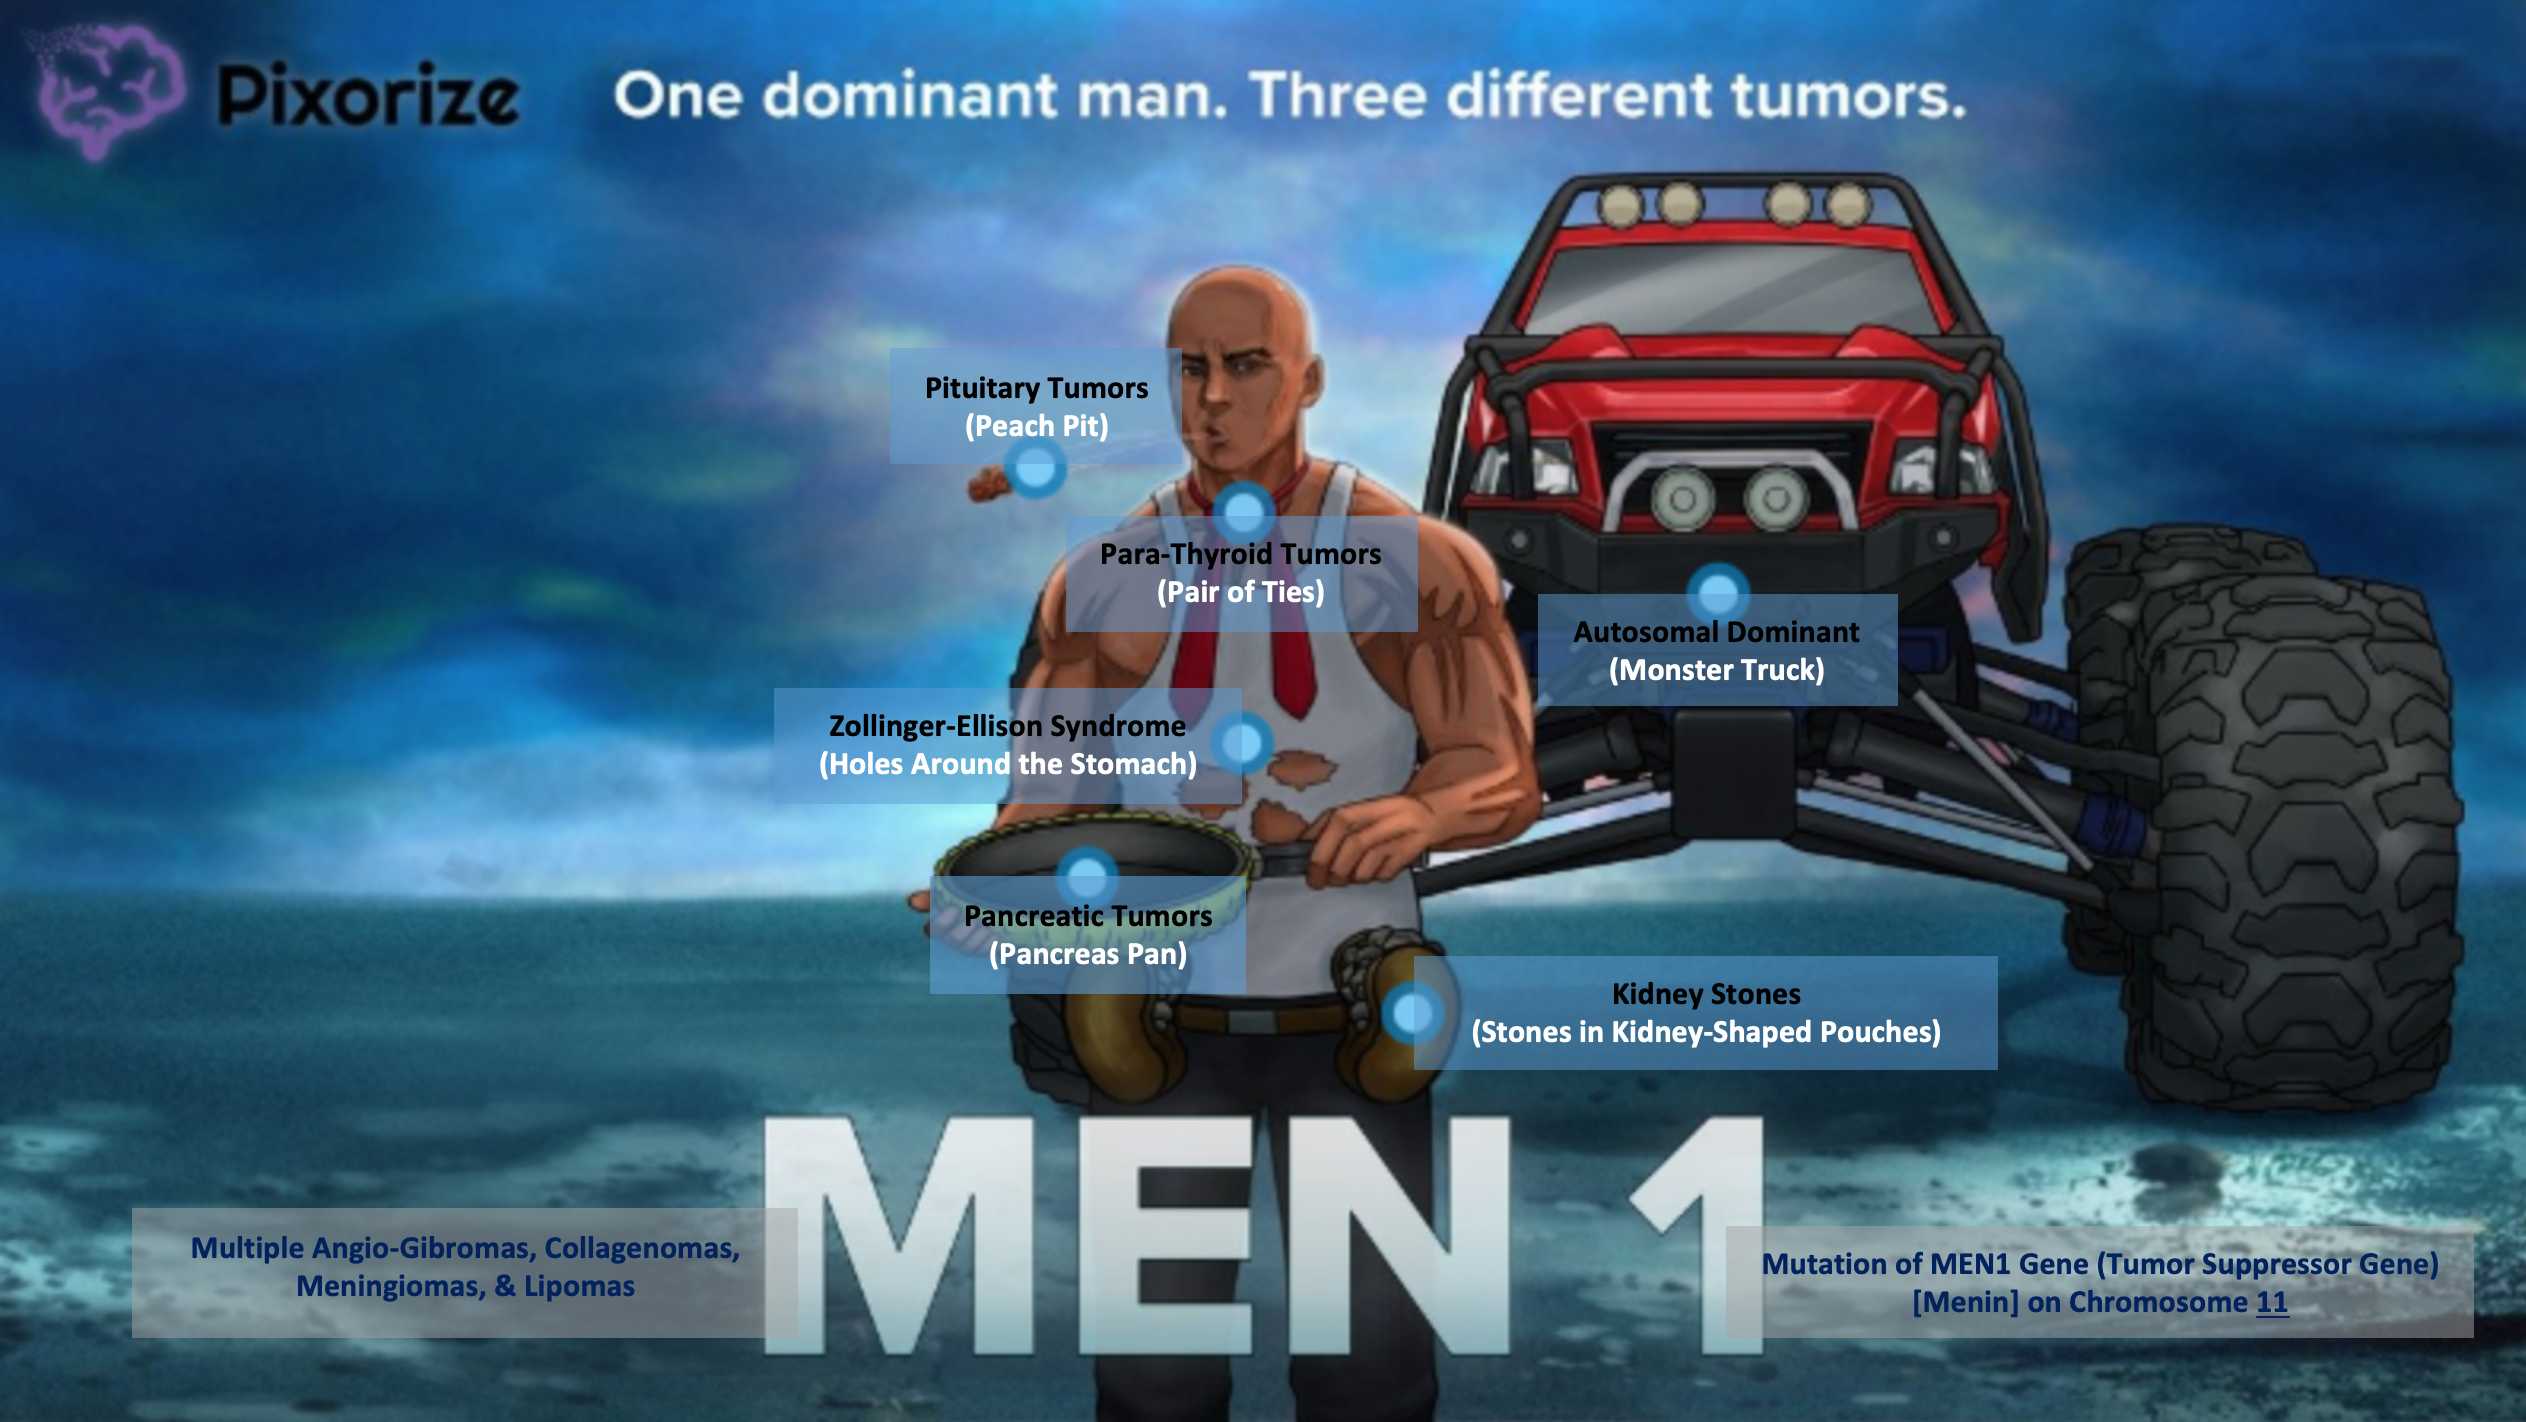 Pixorize
One dominant man. Three different tumors.
Pituitary Tumors
(Peach Pit)
Para-Thyroid Tumors
(Pair of Ties)
Autosomal Dominant
(Monster Truck)
Zollinger-Ellison Syndrome
(Holes Around the Stomach)
Pancreatic Tumors
(Pancreas Pan)
Kidney Stones
(Stones in Kidney-Shaped Pouches)
MEN 1
Multiple Angio-Gibromas, Collagenomas,
Meningiomas, & Lipomas
Mutation of MEN1 Gene (Tumor Suppressor Gene)
[Menin] on Chromosome 11